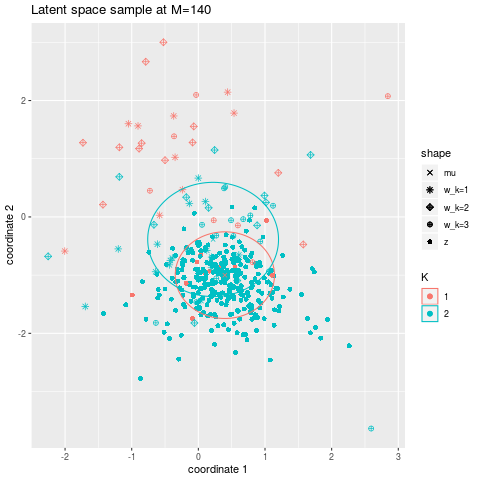 Latent space sample at M=140
coordinate 2
2
0
-2
-2
-1
0
1
2
3
coordinate 1
shape
mu
w_k=1
w_k=2
w_k=3
z
K
1
2